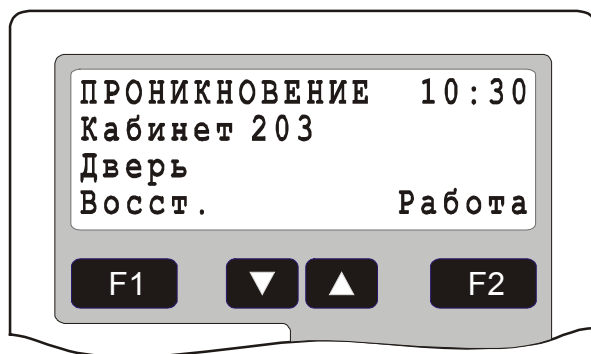 ПРОНИКНОВЕНИЕ 10:30
Кабинет 203
Дверь
Восст. Работа
F1 ▼ ▲ F2